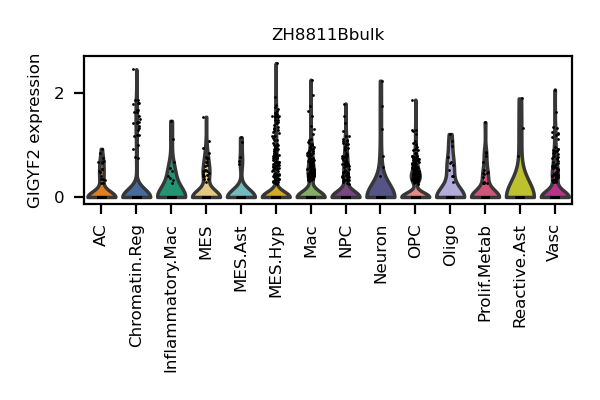 ZH8811Bbulk
GIGYF2 expression
2
0
AC
Chromatin.Reg
Inflammatory.Mac
MES
MES.Ast
MES.Hyp
Mac
NPC
Neuron
OPC
Oligo
Prolif.Metab
Reactive.Ast
Vasc